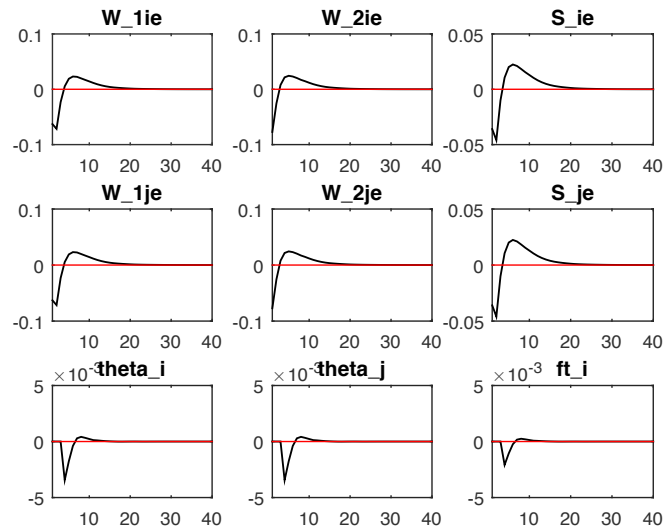 W_1ie W_2ie S_ie
0.1 0.1 0.05
0 0 0
-0.1 -0.1 -0.05
10 20 30 40 10 20 30 40 10 20 30 40
W_1je W_2je S_je
0.1 0.1 0.05
0 0 0
-0.1 -0.1 -0.05
10 20 30 40 10 20 30 40 10 20 30 40
×10-3 theta_i ×10-3 theta_j ×10-3 ft_i
5 5 5
0 0 0
-5 -5 -5
10 20 30 40 10 20 30 40 10 20 30 40